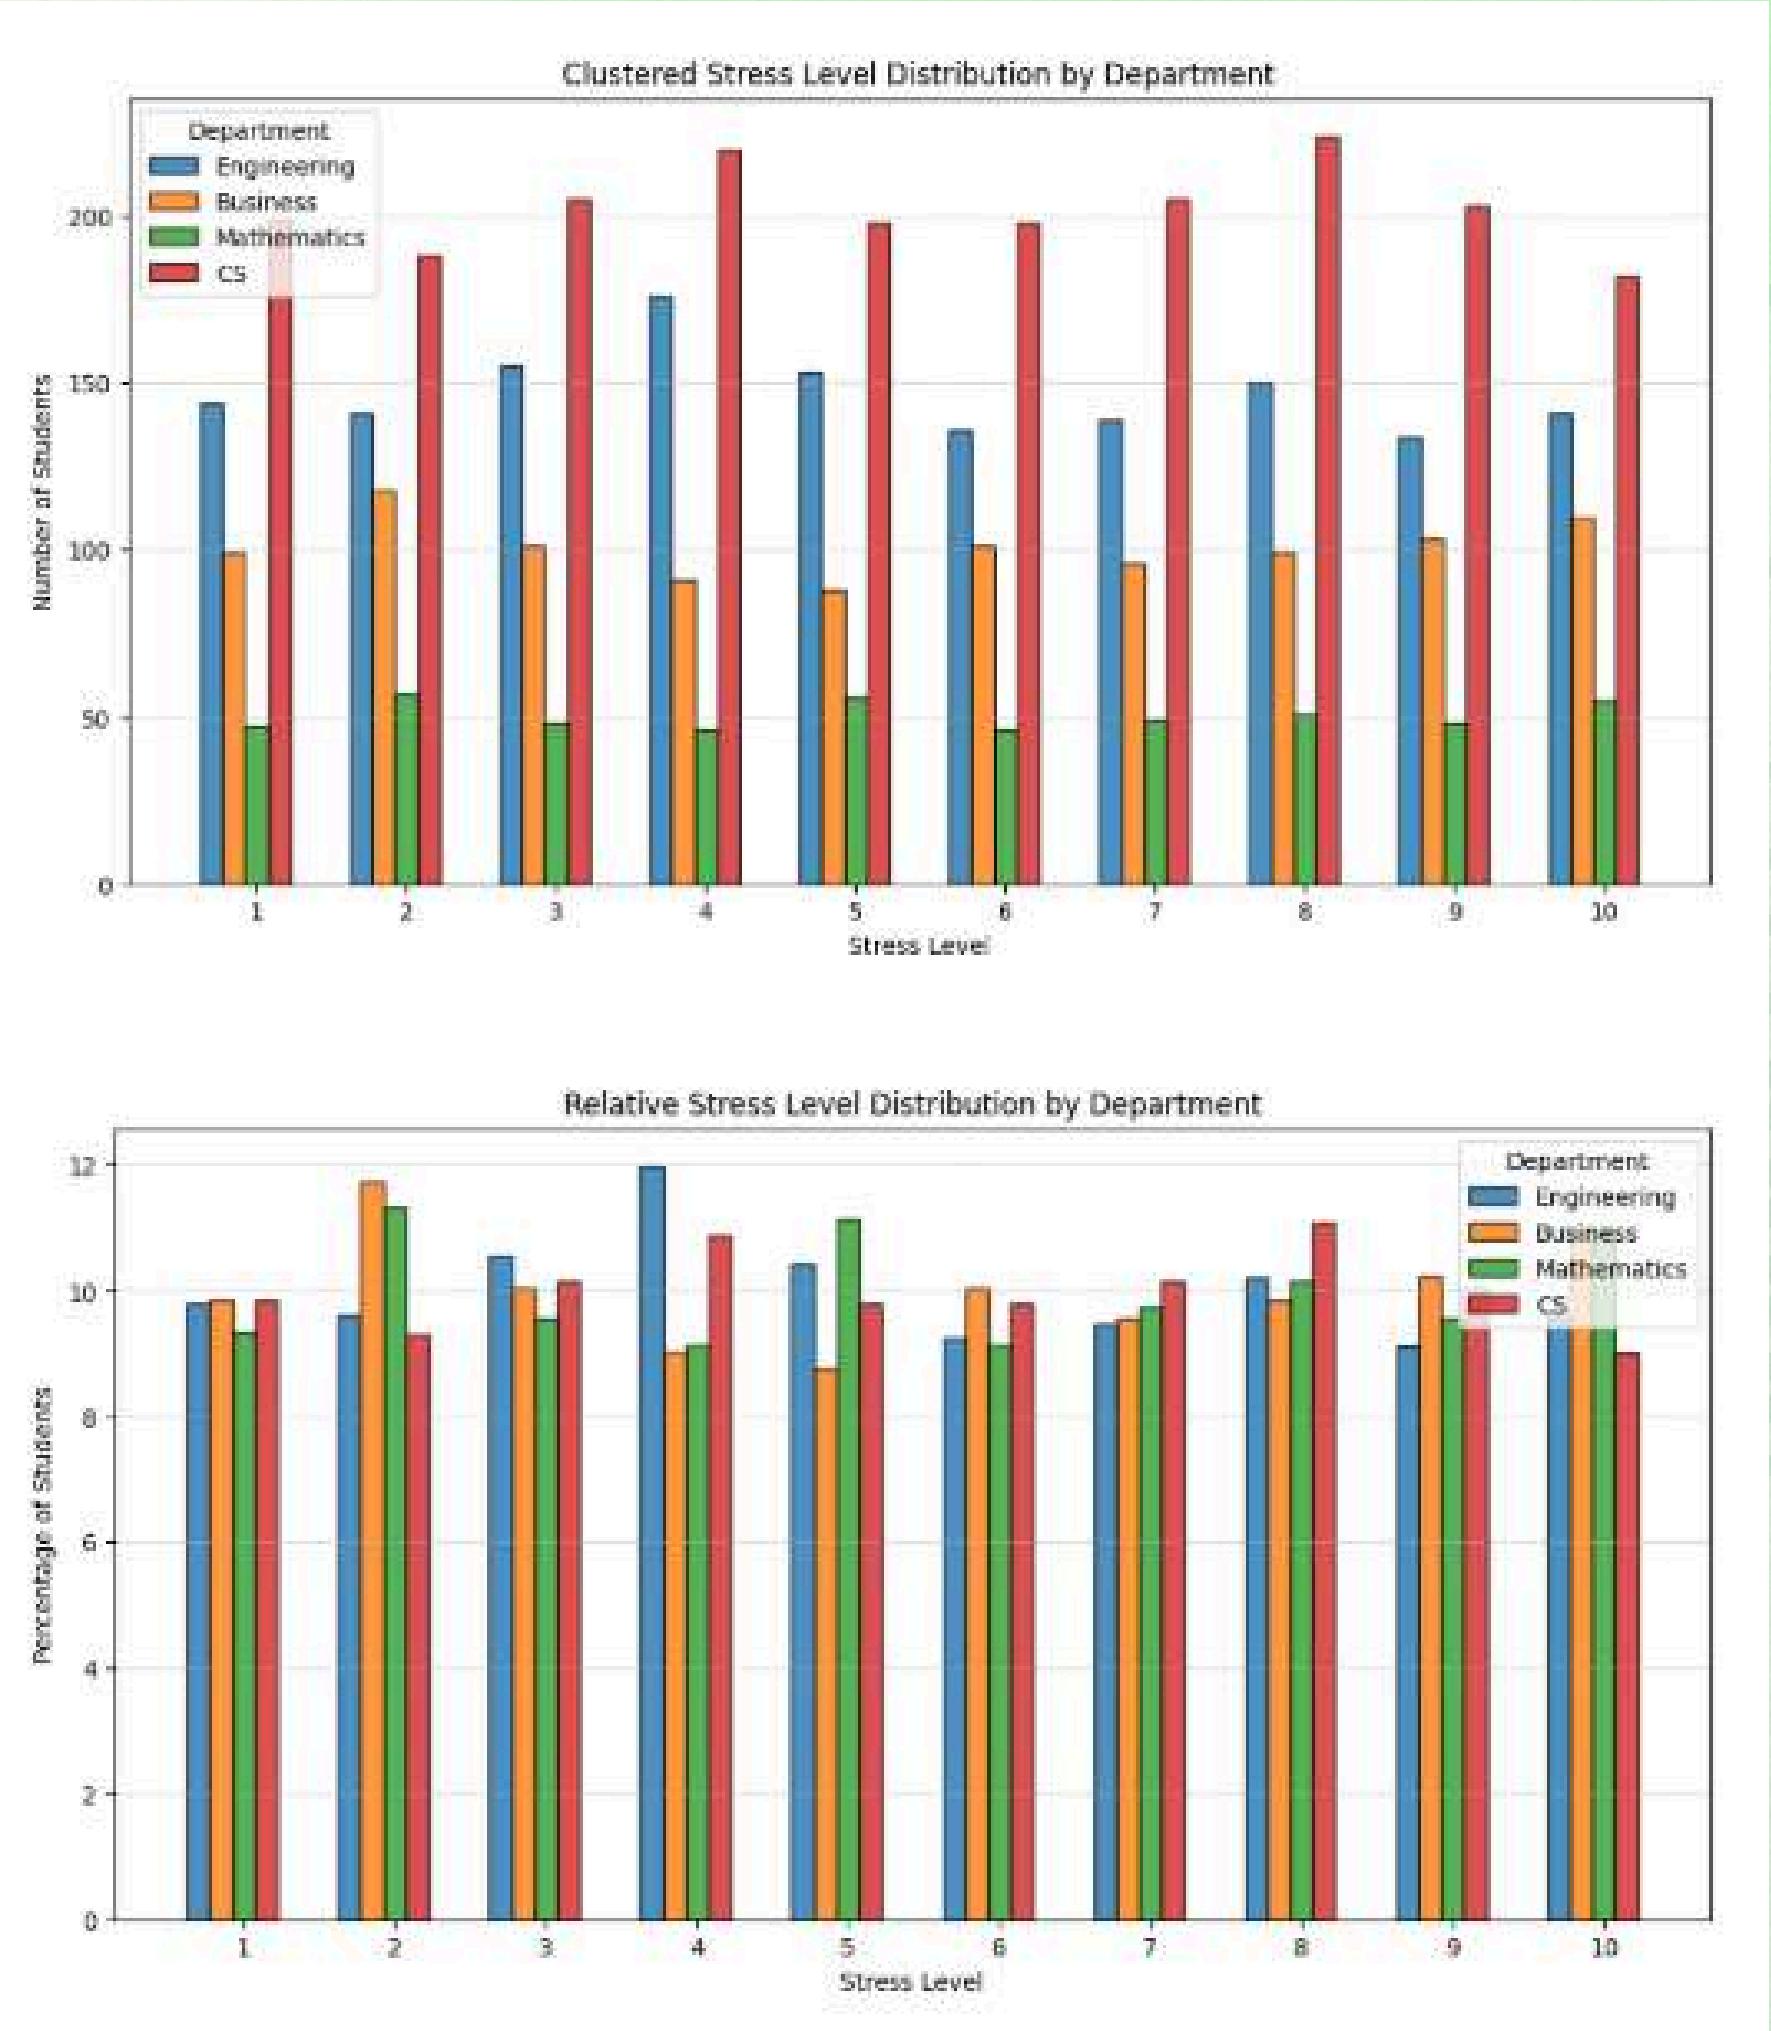 Clustered Stress Level Distribution by Department
Department
Engineering
Business
Mathematics
CS
200
150
100
50
0
Number of Students
1 2 3 4 5 6 7 8 9 10
Stress Level
Relative Stress Level Distribution by Department
Department
Engineering
Business
Mathematics
CS
12
10
8
6
4
2
0
Percentage of Students
1 2 3 4 5 6 7 8 9 10
Stress Level